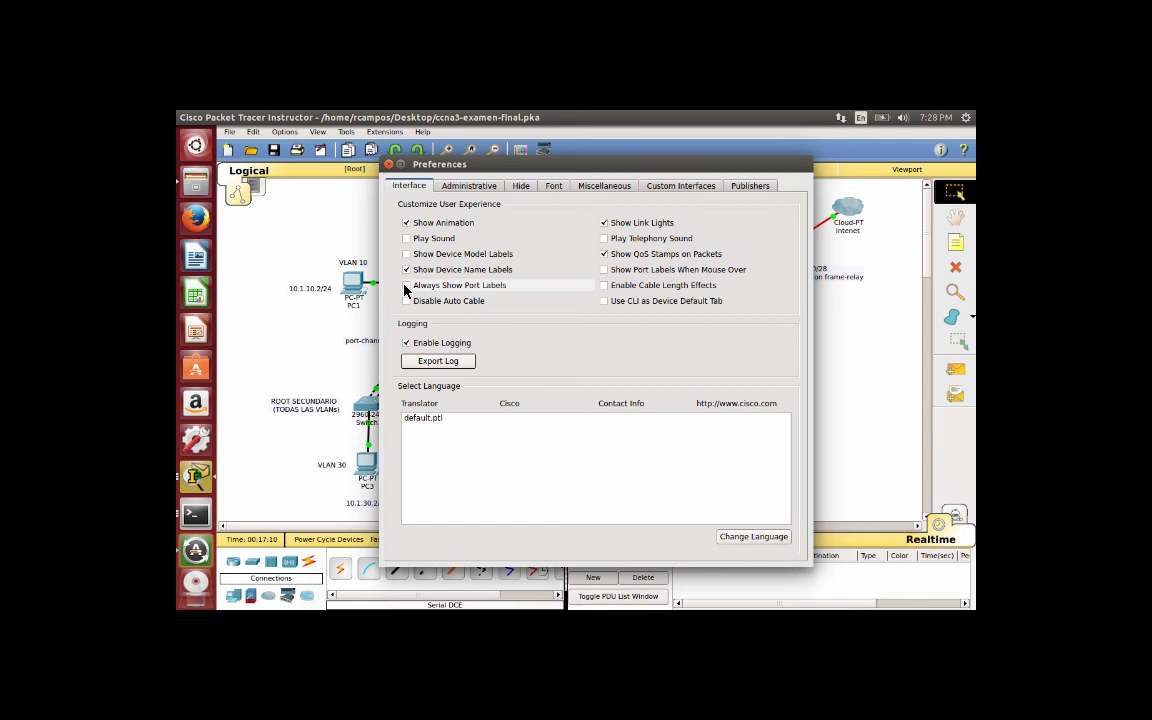 Cisco Packet Tracer Instructor - /home/rcampos/Desktop/ccna3-examen-final.pka
En
7:28 PM
File Edit Options View Tools Extensions Help
Logical
[Root]
Viewport
Preferences
Interface Administrative Hide Font Miscellaneous Custom Interfaces Publishers
Customize User Experience
Show Animation
Show Link Lights
Play Sound
Play Telephony Sound
Show Device Model Labels
Show QoS Stamps on Packets
Show Device Name Labels
Show Port Labels When Mouse Over
Always Show Port Labels
Enable Cable Length Effects
Disable Auto Cable
Use CLI as Device Default Tab
Logging
Enable Logging
Export Log
Select Language
Translator Cisco Contact Info http://www.cisco.com
default.ptl
Change Language
VLAN 10
10.1.10.2/24
PC-PT
PC1
ROOT SECUNDARIO
(TODAS LAS VLANs)
VLAN 30
PC-PT
PC3
Cloud-PT
frame-relay
Time: 00:17:10 Power Cycle Devices
Realtime
Connections
Serial DCE
New Delete
Toggle PDU List Window
Type Color Time(sec)